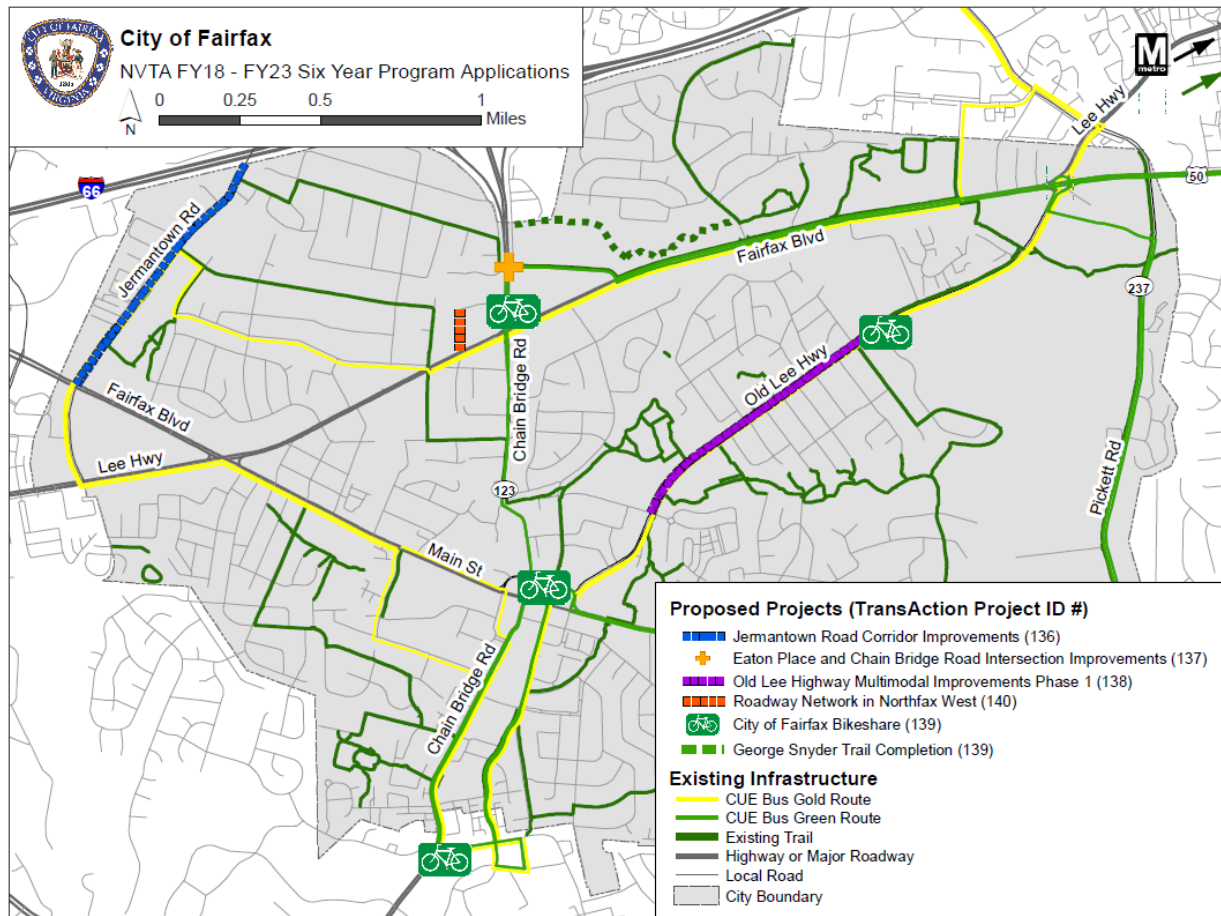 CITY OF FAIRFAX
VIRGINIA
City of Fairfax
NVTA FY18 - FY23 Six Year Program Applications
N
0 0.25 0.5 1
Miles
M
metro
Lee Hwy
66
50
Jermantown Rd
Fairfax Blvd
237
Old Lee Hwy
Fairfax Blvd
Chain Bridge Rd
Lee Hwy
123
Pickett Rd
Main St
Chain Bridge Rd
Proposed Projects (TransAction Project ID #)
Jermantown Road Corridor Improvements (136)
Eaton Place and Chain Bridge Road Intersection Improvements (137)
Old Lee Highway Multimodal Improvements Phase 1 (138)
Roadway Network in Northfax West (140)
City of Fairfax Bikeshare (139)
George Snyder Trail Completion (139)
Existing Infrastructure
CUE Bus Gold Route
CUE Bus Green Route
Existing Trail
Highway or Major Roadway
Local Road
City Boundary